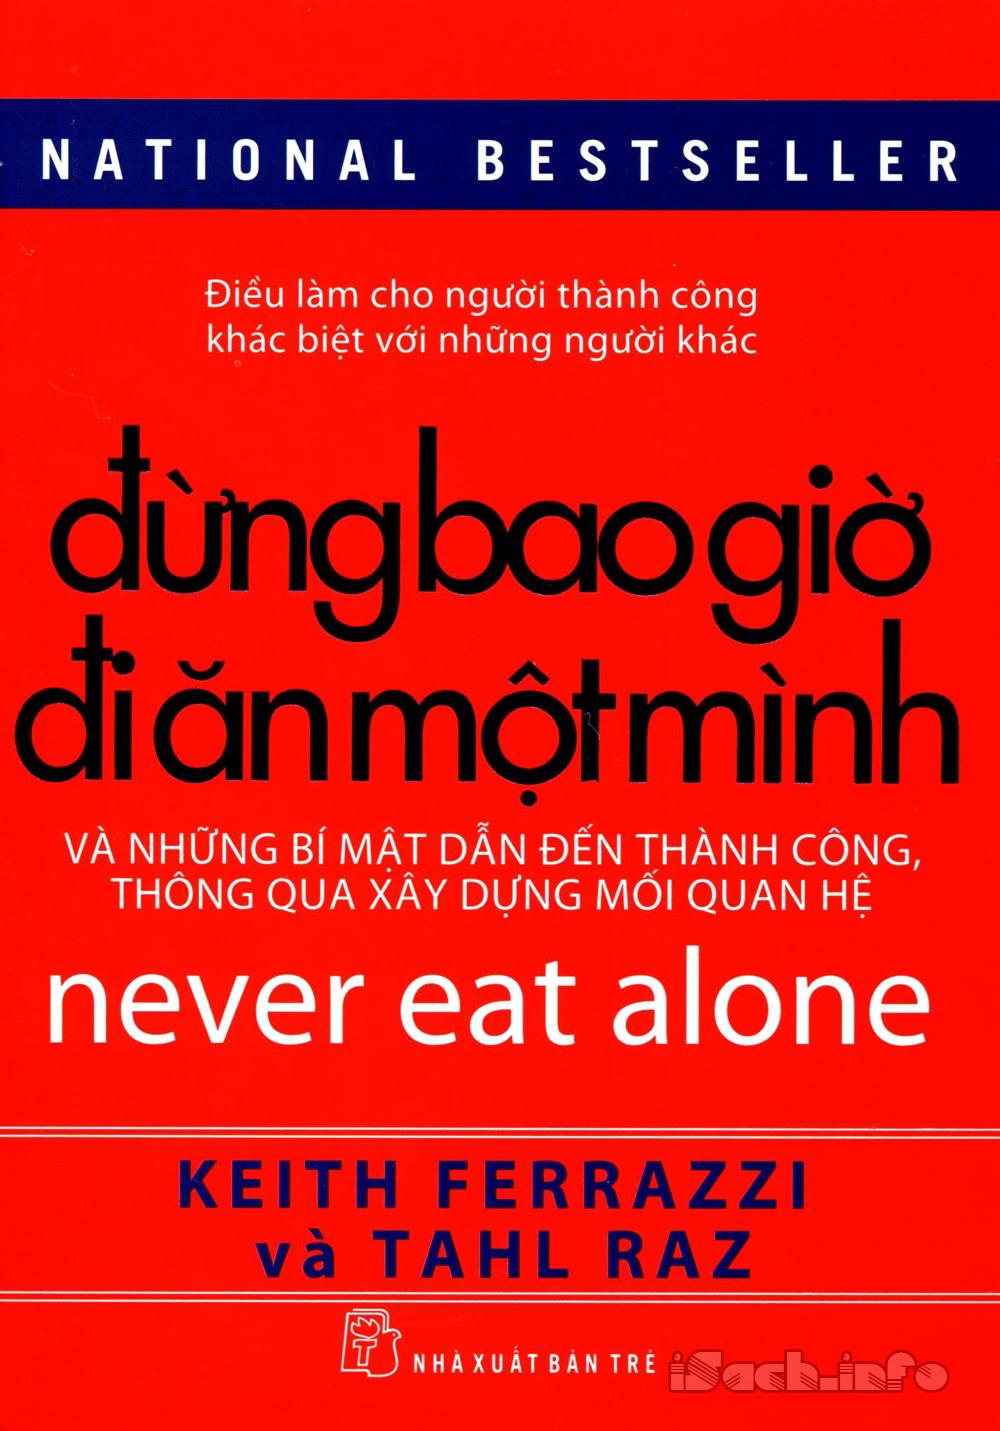 NATIONAL BESTSELLER
Điều làm cho người thành công
khác biệt với những người khác
đừng bao giờ
đi ăn một mình
VÀ NHỮNG BÍ MẬT DẪN ĐẾN THÀNH CÔNG,
THÔNG QUA XÂY DỰNG MỐI QUAN HỆ
never eat alone
KEITH FERRAZZI
và TAHL RAZ
T
NHÀ XUẤT BẢN TRẺ
iSach.info